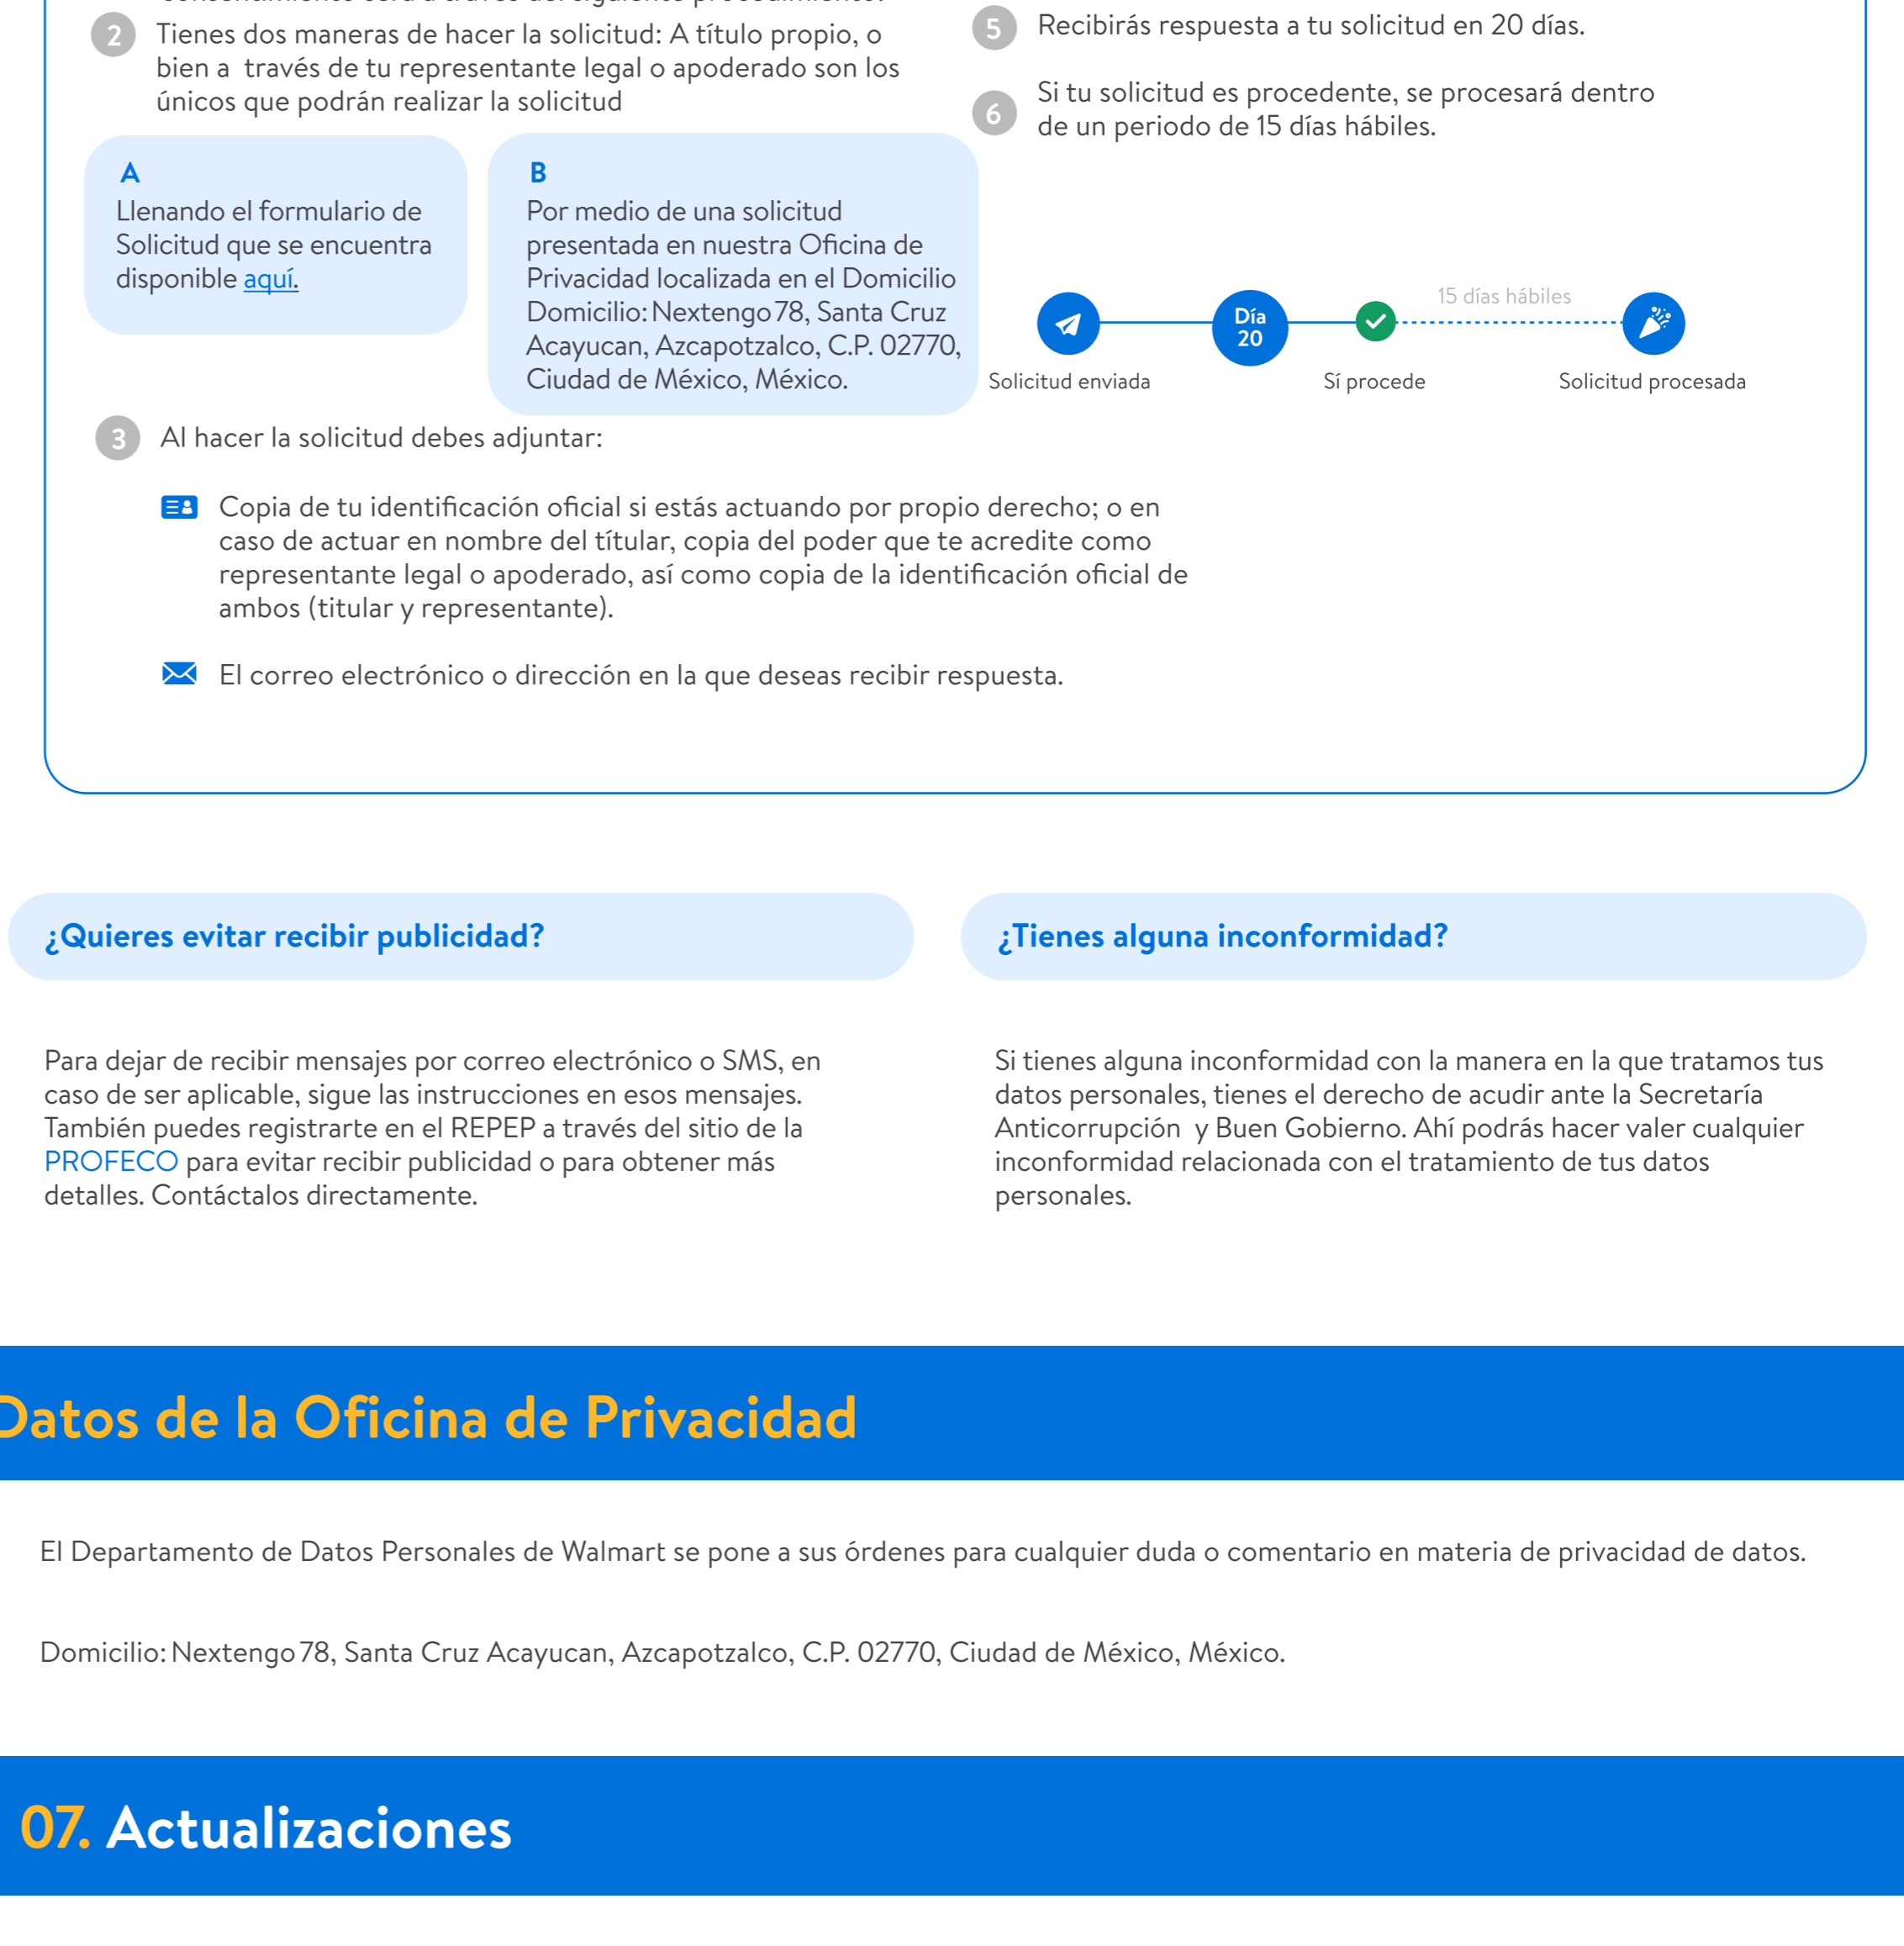 consentamiento será a través del siguiente procedimiento:
2
Tienes dos maneras de hacer la solicitud: A título propio, o
bien a través de tu representante legal o apoderado son los
únicos que podrán realizar la solicitud
A
Llenando el formulario de
Solicitud que se encuentra
disponible aquí.
B
Por medio de una solicitud
presentada en nuestra Oficina de
Privacidad localizada en el Domicilio
Domicilio: Nextengo 78, Santa Cruz
Acayucan, Azcapotzalco, C.P. 02770,
Ciudad de México, México.
3
Al hacer la solicitud debes adjuntar:
Copia de tu identificación oficial si estás actuando por propio derecho; o en
caso de actuar en nombre del títular, copia del poder que te acredite como
representante legal o apoderado, así como copia de la identificación oficial de
ambos (titular y representante).
El correo electrónico o dirección en la que deseas recibir respuesta.
5
Recibirás respuesta a tu solicitud en 20 días.
6
Si tu solicitud es procedente, se procesará dentro
de un periodo de 15 días hábiles.
Día
20
15 días hábiles
Solicitud enviada
Sí procede
Solicitud procesada
¿Quieres evitar recibir publicidad?
Para dejar de recibir mensajes por correo electrónico o SMS, en
caso de ser aplicable, sigue las instrucciones en esos mensajes.
También puedes registrarte en el REPEP a través del sitio de la
PROFECO para evitar recibir publicidad o para obtener más
detalles. Contáctalos directamente.
¿Tienes alguna inconformidad?
Si tienes alguna inconformidad con la manera en la que tratamos tus
datos personales, tienes el derecho de acudir ante la Secretaría
Anticorrupción y Buen Gobierno. Ahí podrás hacer valer cualquier
inconformidad relacionada con el tratamiento de tus datos
personales.
Datos de la Oficina de Privacidad
El Departamento de Datos Personales de Walmart se pone a sus órdenes para cualquier duda o comentario en materia de privacidad de datos.
Domicilio: Nextengo 78, Santa Cruz Acayucan, Azcapotzalco, C.P. 02770, Ciudad de México, México.
07. Actualizaciones